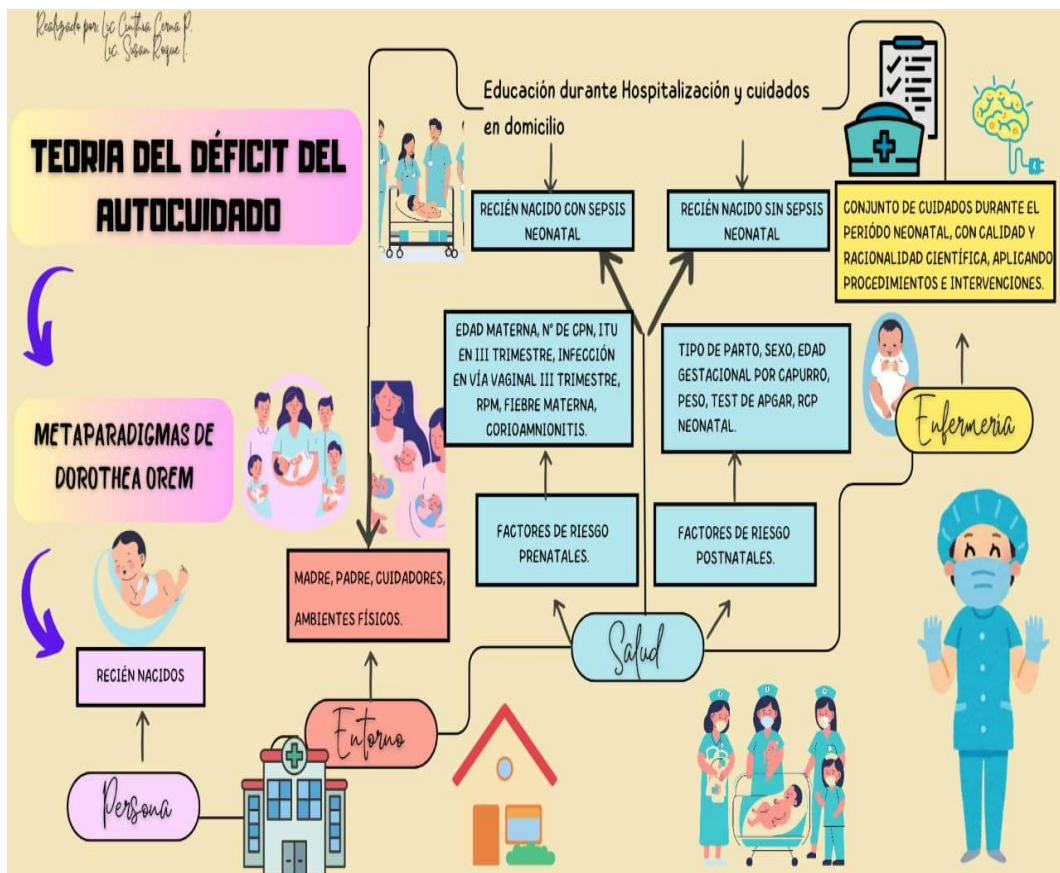 Realizado por: Lic Cinthia Cerna P.
Lic. Susan Roque I.
TEORIA DEL DÉFICIT DEL
AUTOCUIDADO
METAPARADIGMAS DE
DOROTHEA OREM
Educación durante Hospitalización y cuidados
en domicilio
RECIÉN NACIDO CON SEPSIS
NEONATAL
RECIÉN NACIDO SIN SEPSIS
NEONATAL
CONJUNTO DE CUIDADOS DURANTE EL
PERIÓDO NEONATAL, CON CALIDAD Y
RACIONALIDAD CIENTÍFICA, APLICANDO
PROCEDIMIENTOS E INTERVENCIONES.
EDAD MATERNA, N° DE CPN, ITU
EN III TRIMESTRE, INFECCIÓN
EN VÍA VAGINAL III TRIMESTRE,
RPM, FIEBRE MATERNA,
CORIOAMNIONITIS.
TIPO DE PARTO, SEXO, EDAD
GESTACIONAL POR CAPURRO,
PESO, TEST DE APGAR, RCP
NEONATAL.
Enfermería
FACTORES DE RIESGO
PRENATALES.
FACTORES DE RIESGO
POSTNATALES.
MADRE, PADRE, CUIDADORES,
AMBIENTES FÍSICOS.
Salud
RECIÉN NACIDOS
Entorno
Persona